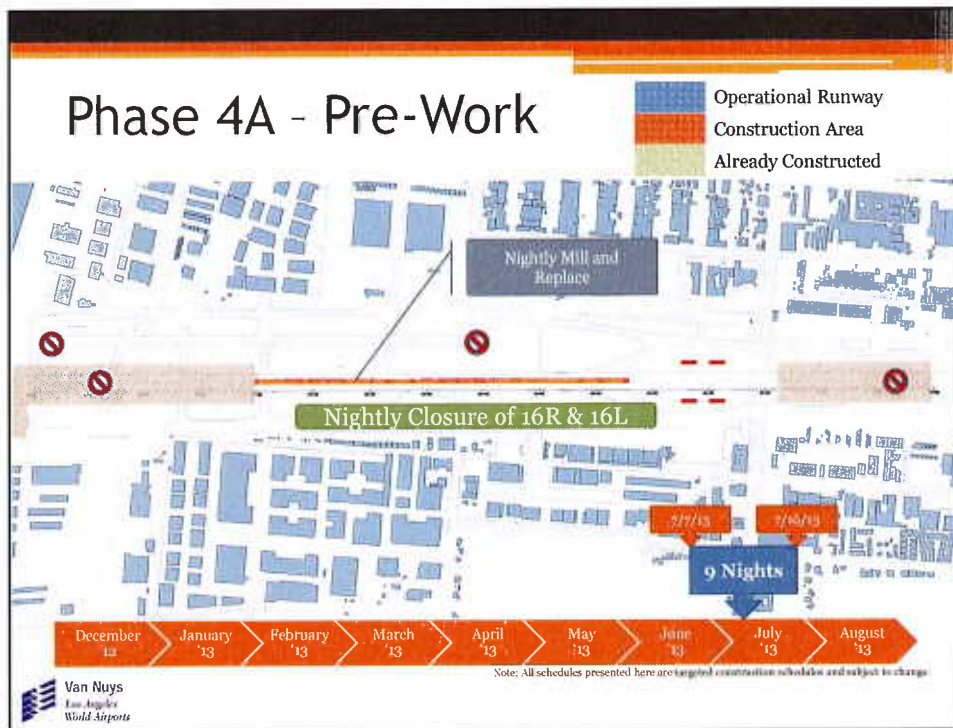 Phase 4A - Pre-Work
Operational Runway
Construction Area
Already Constructed
Nightly Mill and
Replace
Nightly Closure of 16R & 16L
7/7/13
7/16/13
9 Nights
December
January
'13
February
'13
March
'13
April
'13
May
'13
June
'13
July
'13
August
'13
Note: All schedules presented here are targeted construction schedules and subject to change.
Van Nuys
Los Angeles
World Airports